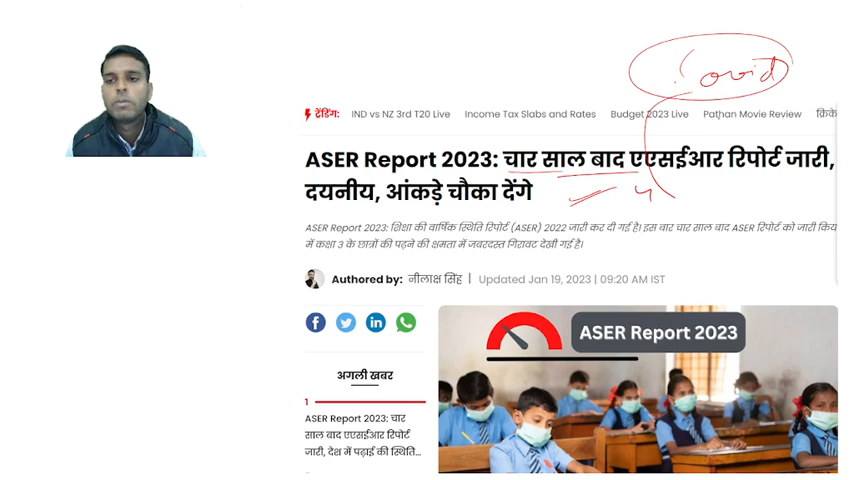 Covid
ट्रेंडिंग: IND vs NZ 3rd T20 Live Income Tax Slabs and Rates Budget 2023 Live Pathan Movie Review क्रिके
ASER Report 2023: चार साल बाद एएसईआर रिपोर्ट जारी,
दयनीय, आंकड़े चौका देंगे
ASER Report 2023: शिक्षा की वार्षिक स्थिति रिपोर्ट (ASER) 2022 जारी कर दी गई है। इस बार चार साल बाद ASER रिपोर्ट को जारी किय
में कक्षा 3 के छात्रों की पढ़ने की क्षमता में जबरदस्त गिरावट देखी गई है।
Authored by: नीलाक्ष सिंह | Updated Jan 19, 2023 | 09:20 AM IST
ASER Report 2023
अगली खबर
1
ASER Report 2023: चार
साल बाद एएसईआर रिपोर्ट
जारी, देश में पढ़ाई की स्थिति...